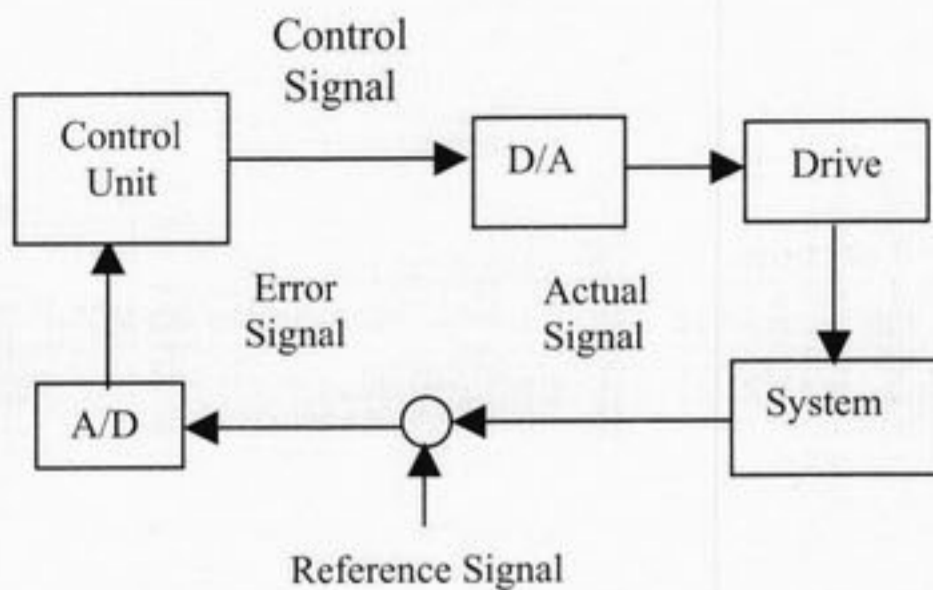 Control
Signal
Control
Unit
D/A
Drive
Error
Signal
Actual
Signal
A/D
System
Reference Signal